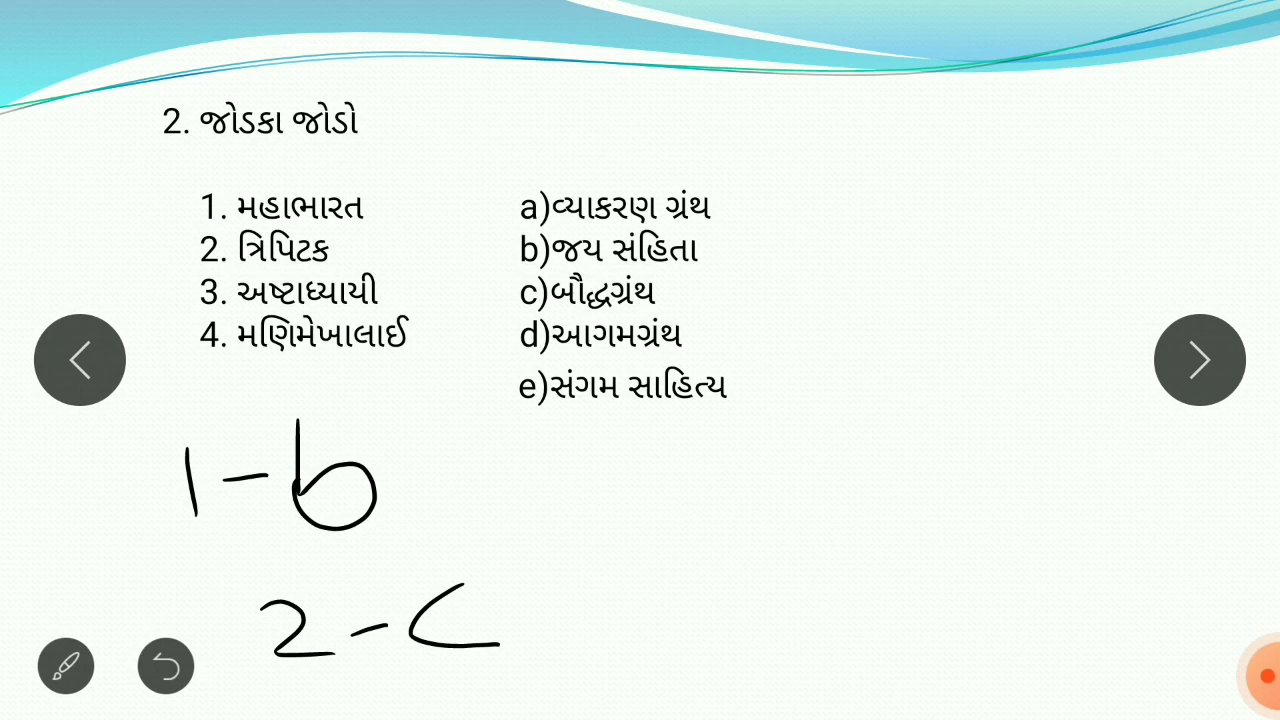 2. જોડકા જોડો
1. મહાભારત a)વ્યાકરણ ગ્રંથ
2. ત્રિપિટક b)જય સંહિતા
3. અષ્ટાધ્યાયી c)બૌદ્ધગ્રંથ
4. મણિમેખાલાઈ d)આગમગ્રંથ
e)સંગમ સાહિત્ય
1-b
2-c